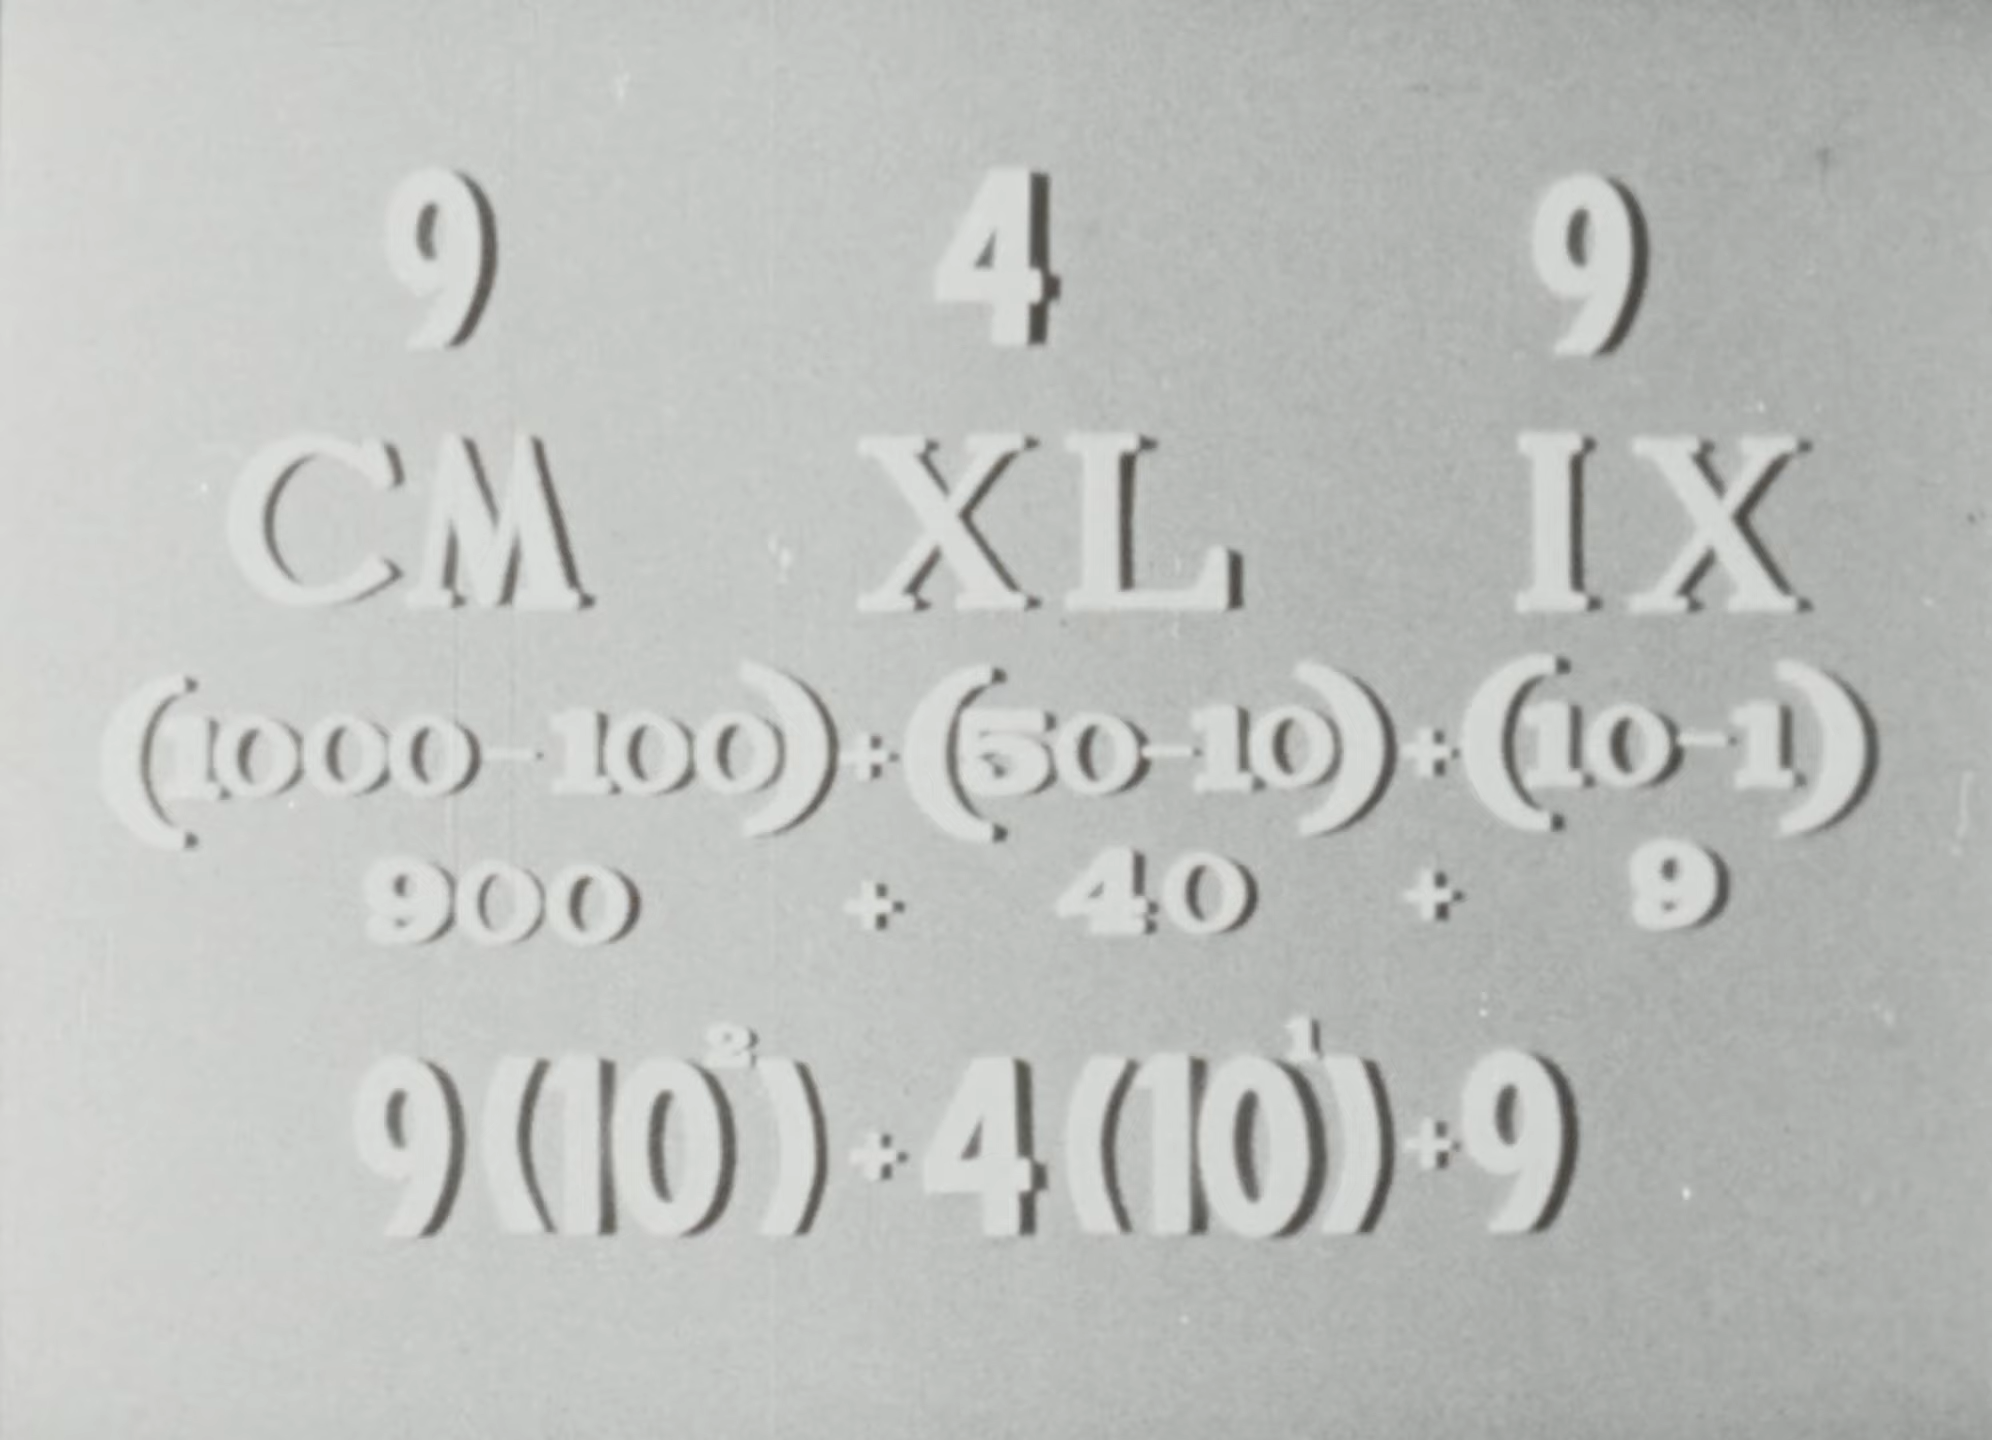 9 4 9
CM XL IX
(1000-100)+(50-10)+(10-1)
900 + 40 + 9
9(10²)+4(10¹)+9